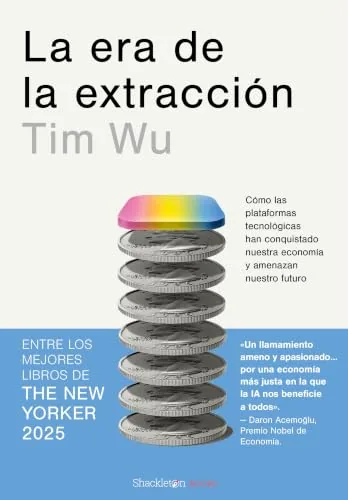 La era de
la extracción
Tim Wu
Cómo las
plataformas
tecnológicas
han conquistado
nuestra economía
y amenazan
nuestro futuro
ENTRE LOS
MEJORES
LIBROS DE
THE NEW
YORKER
2025
«Un llamamiento
ameno y apasionado...
por una economía
más justa en la que
la IA nos beneficie
a todos».
— Daron Acemoğlu,
Premio Nobel de
Economía.
Shackleton